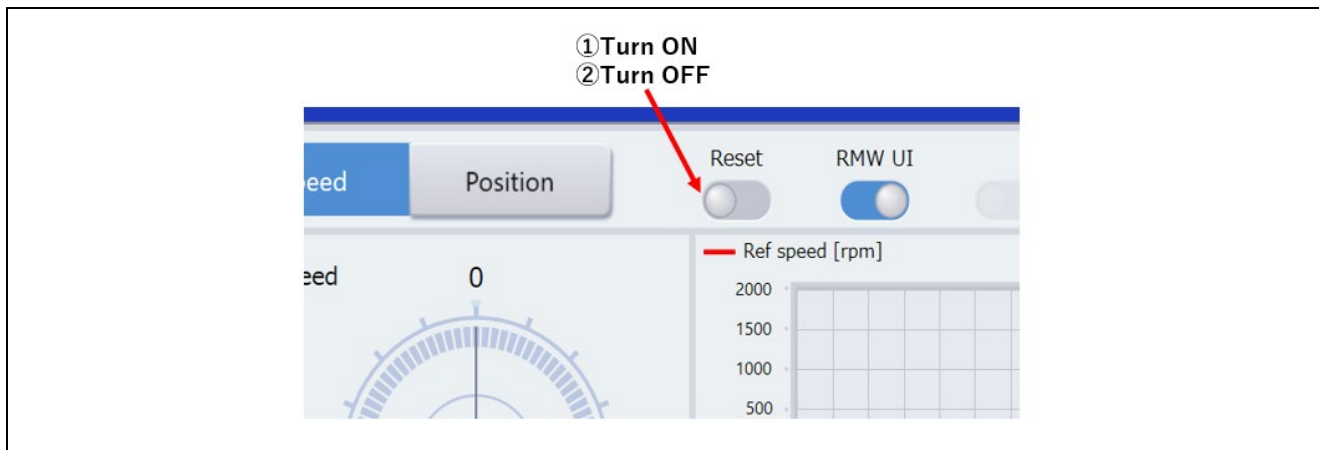 ①Turn ON
②Turn OFF
Reset RMW UI
eed Position
Ref speed [rpm]
eed 0
2000
1500
1000
500